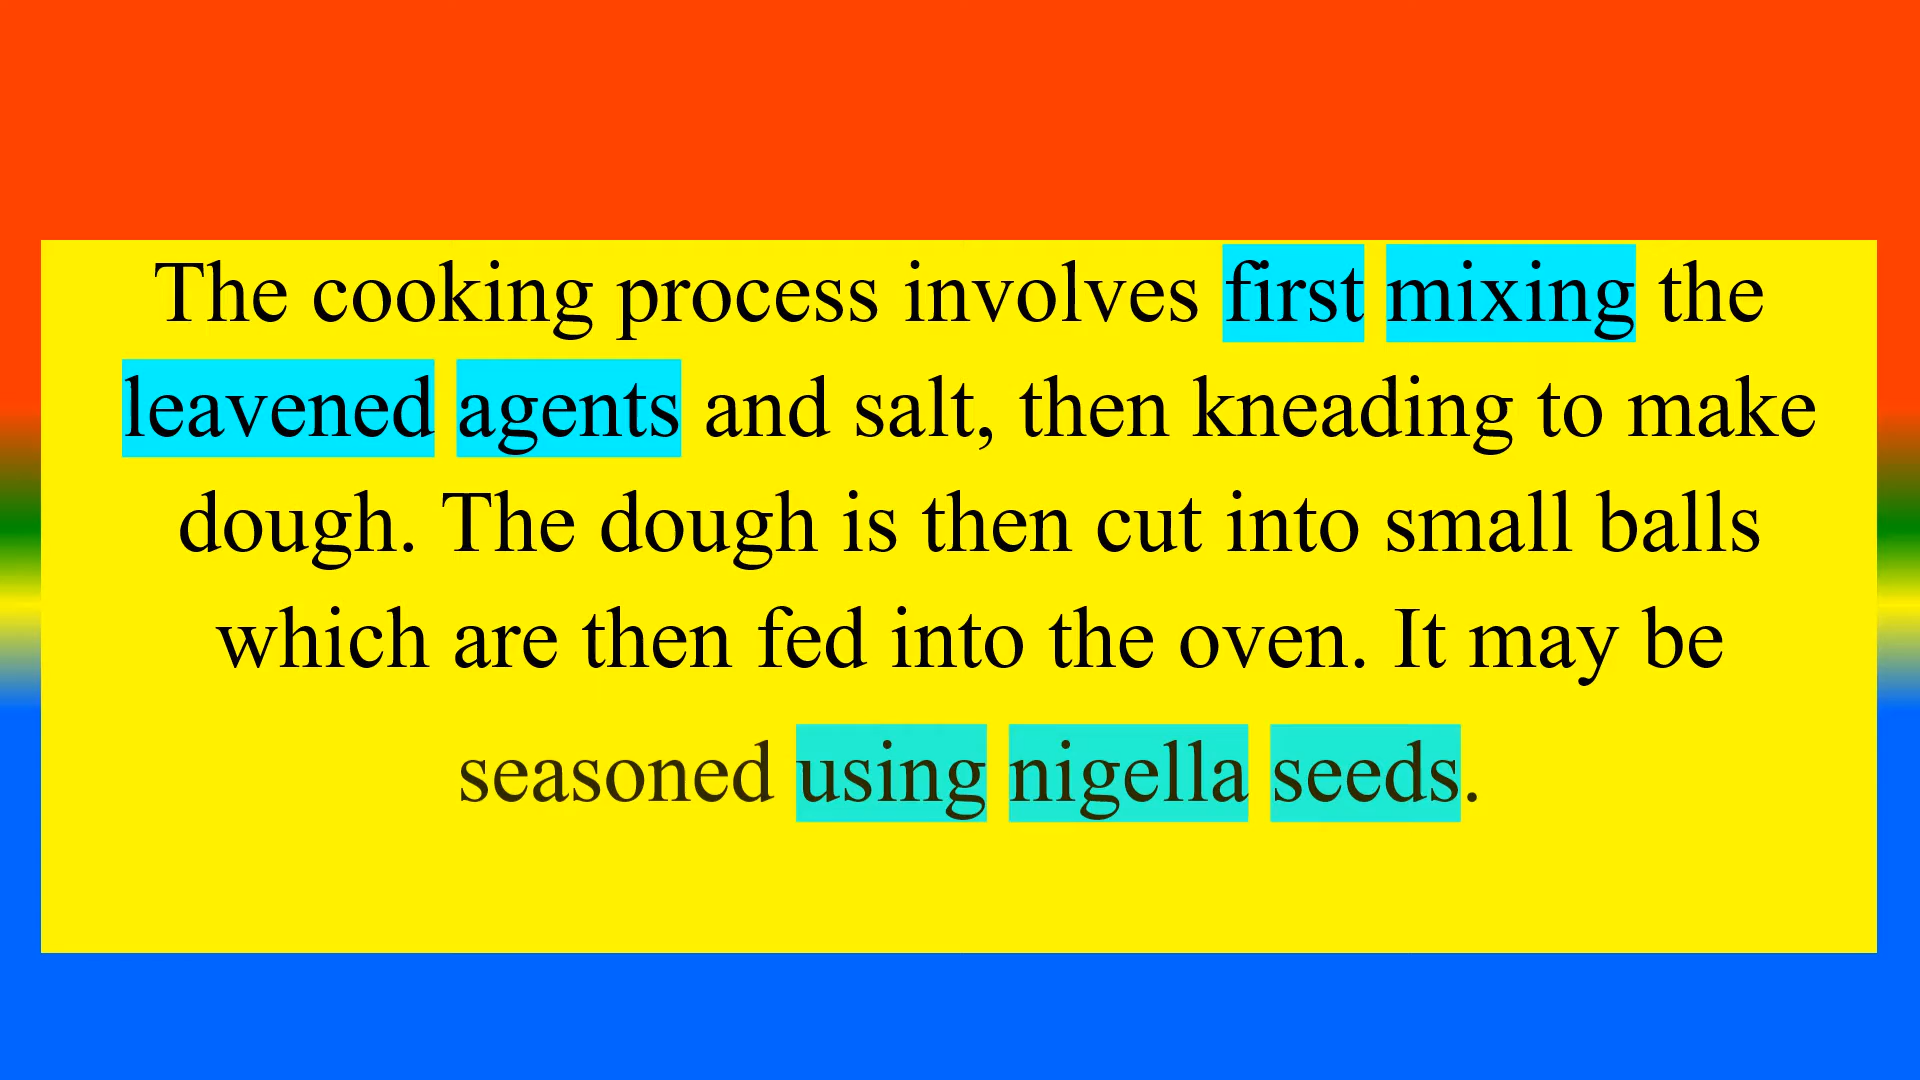 The cooking process involves first mixing the
leavened agents and salt, then kneading to make
dough. The dough is then cut into small balls
which are then fed into the oven. It may be
seasoned using nigella seeds.